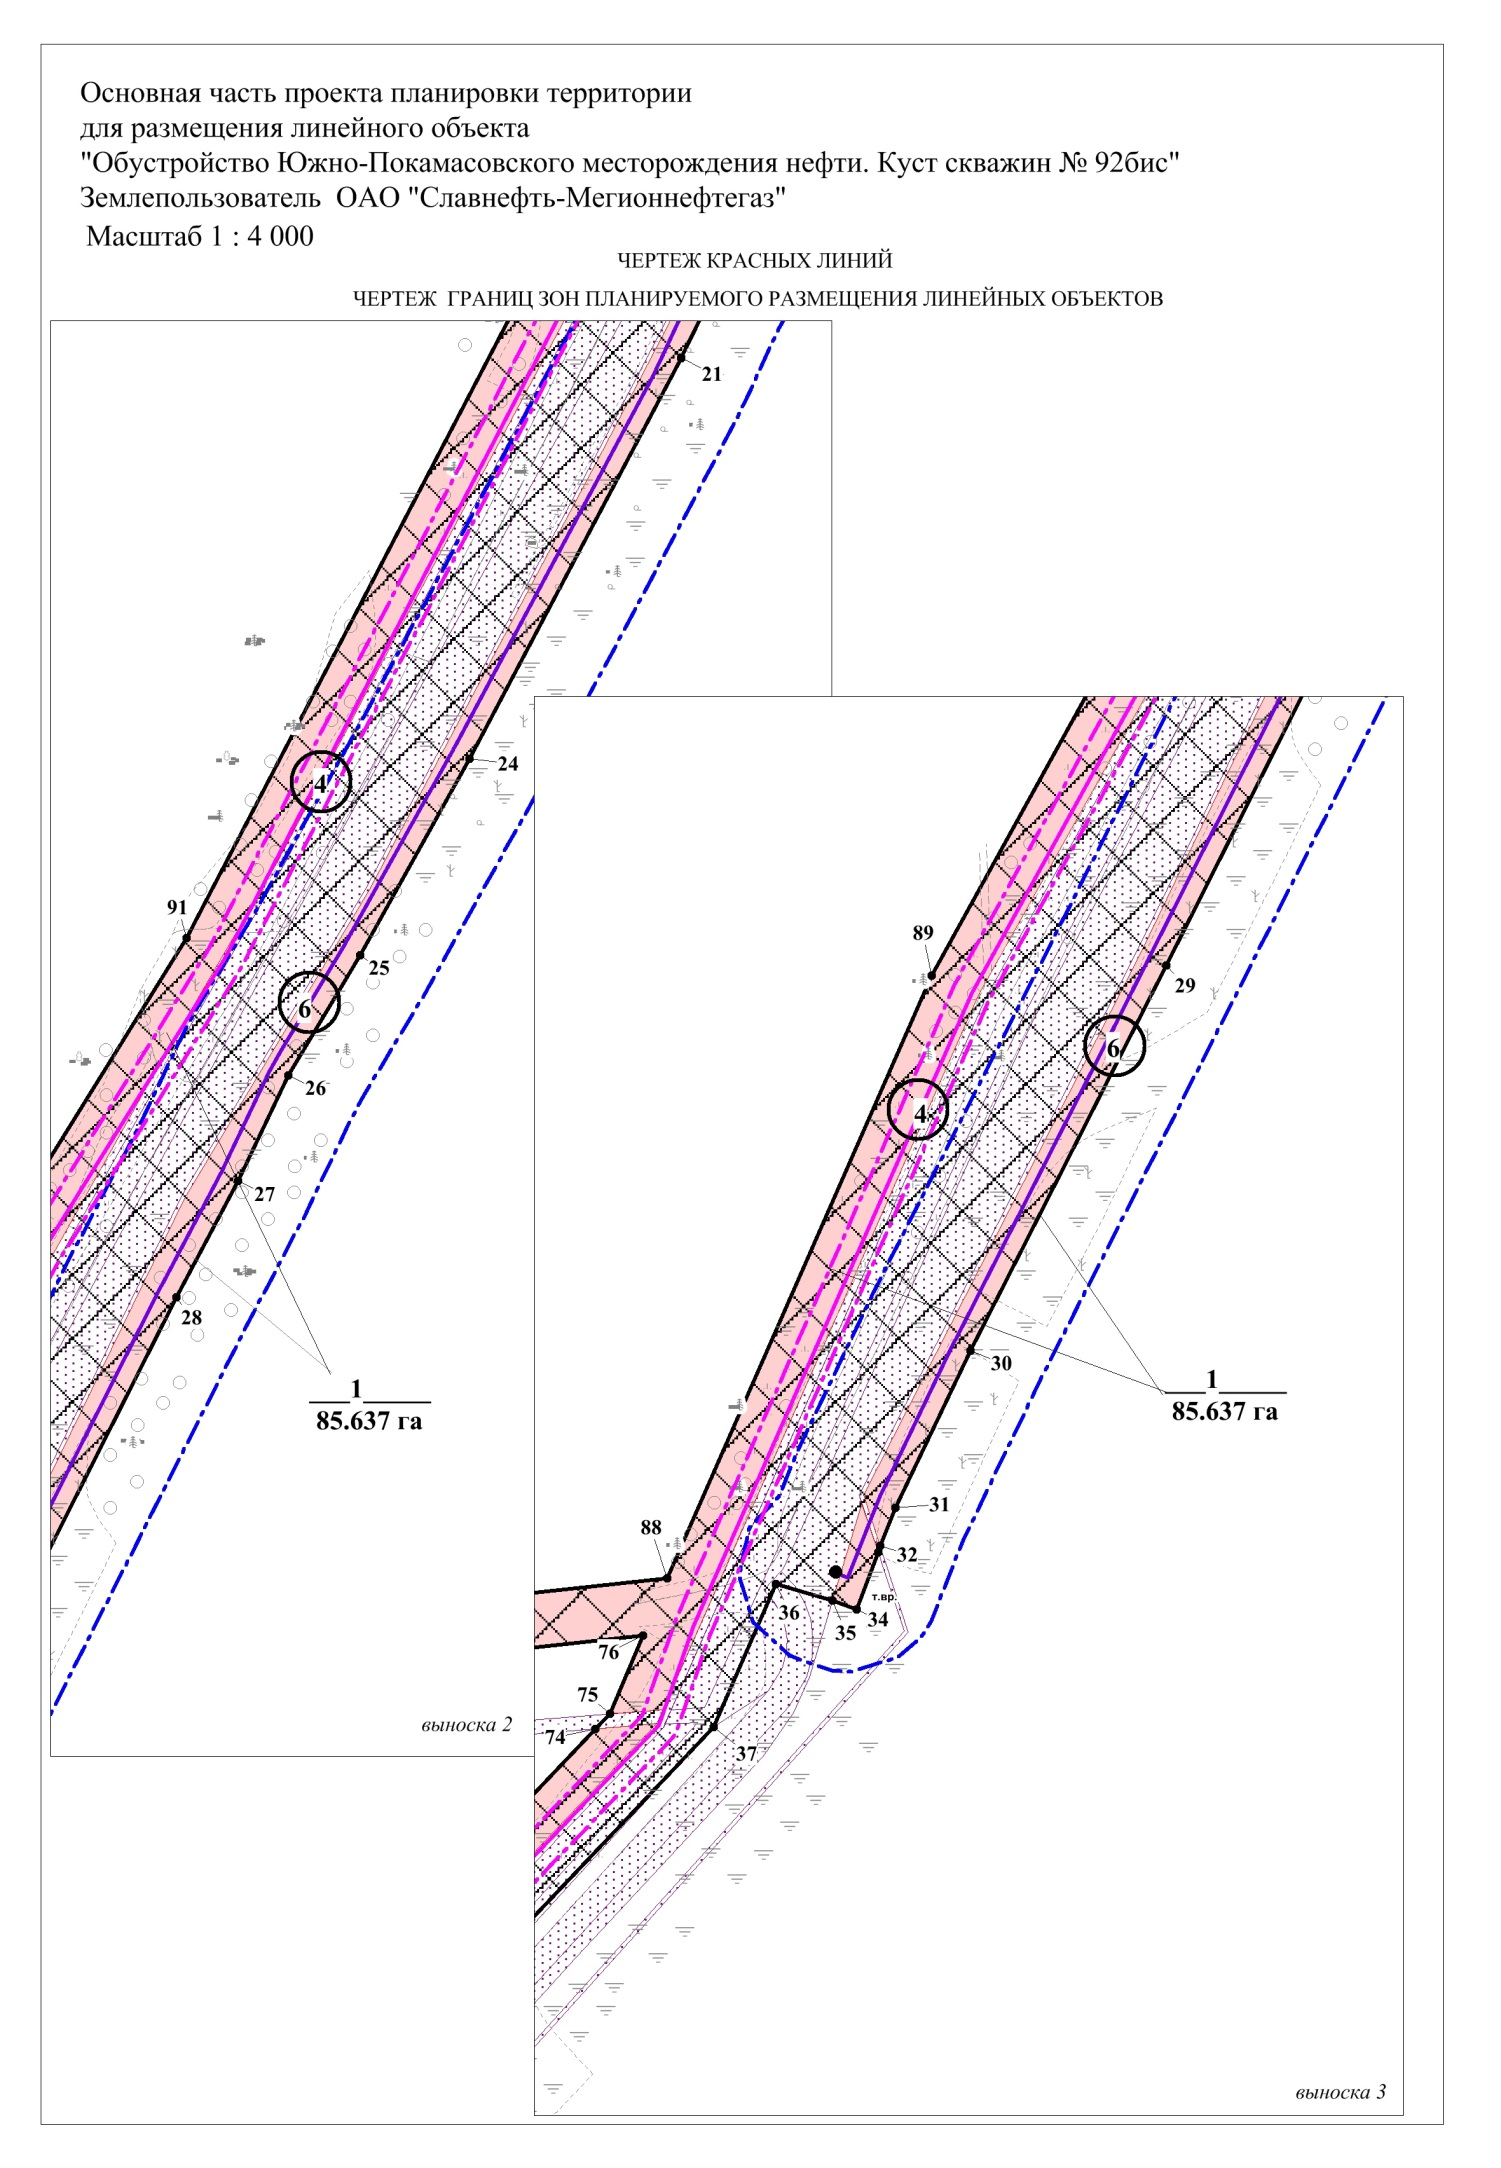 Основная часть проекта планировки территории
для размещения линейного объекта
"Обустройство Южно-Покамасовского месторождения нефти. Куст скважин № 92бис"
Землепользователь ОАО "Славнефть-Мегионнефтегаз"
Масштаб 1 : 4 000
ЧЕРТЕЖ КРАСНЫХ ЛИНИЙ
ЧЕРТЕЖ ГРАНИЦ ЗОН ПЛАНИРУЕМОГО РАЗМЕЩЕНИЯ ЛИНЕЙНЫХ ОБЪЕКТОВ
21
24
4
91
25
6
26
27
28
1
85.637 га
выноска 2
89
29
6
4
30
1
85.637 га
31
88
32
т.вр.
36
34
35
76
75
74
37
выноска 3